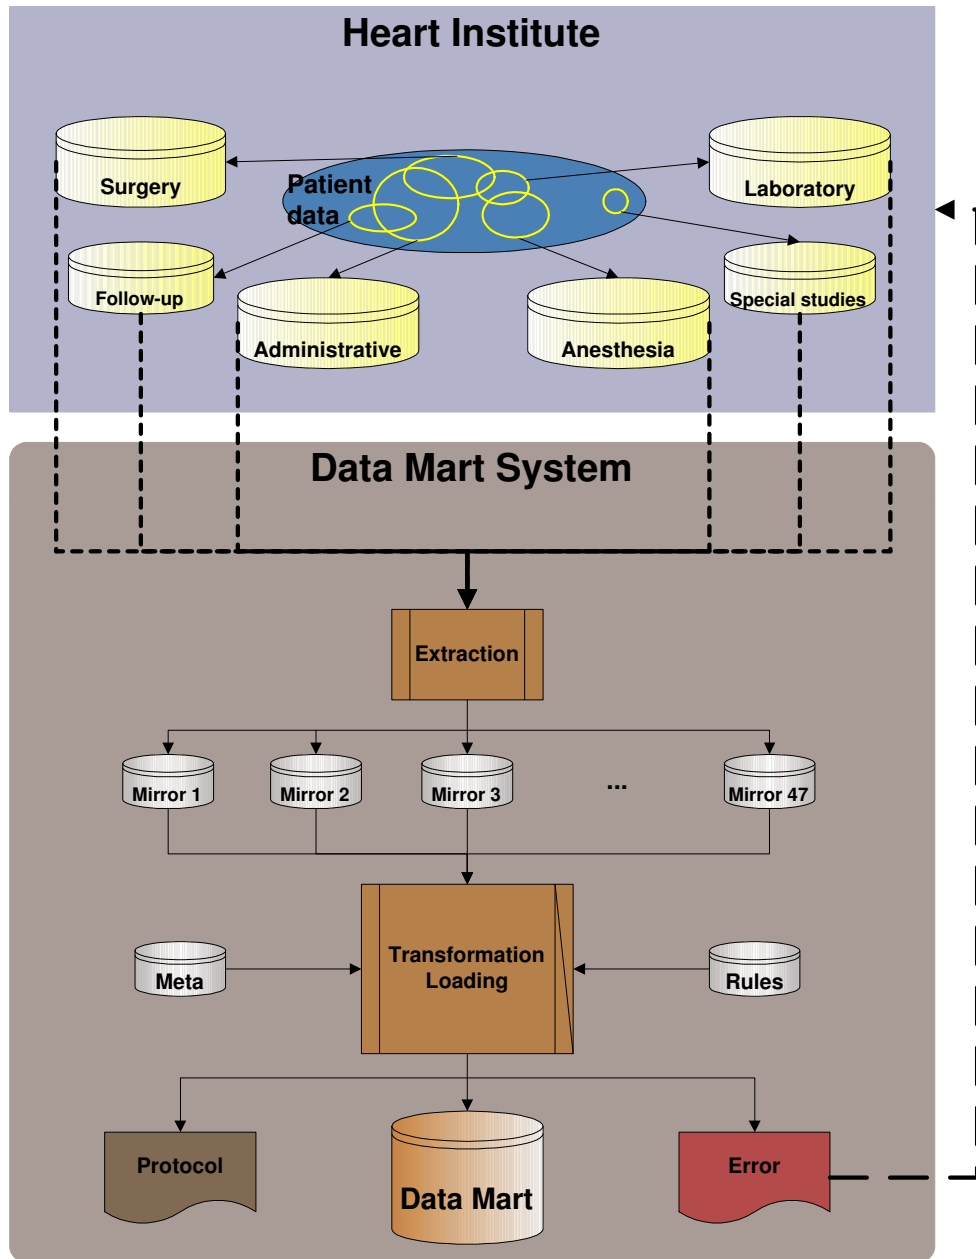 Heart Institute
Surgery
Patient
data
Laboratory
Follow-up
Administrative
Anesthesia
Special studies
Data Mart System
Extraction
Mirror 1
Mirror 2
Mirror 3
...
Mirror 47
Transformation
Loading
Meta
Rules
Protocol
Data Mart
Error